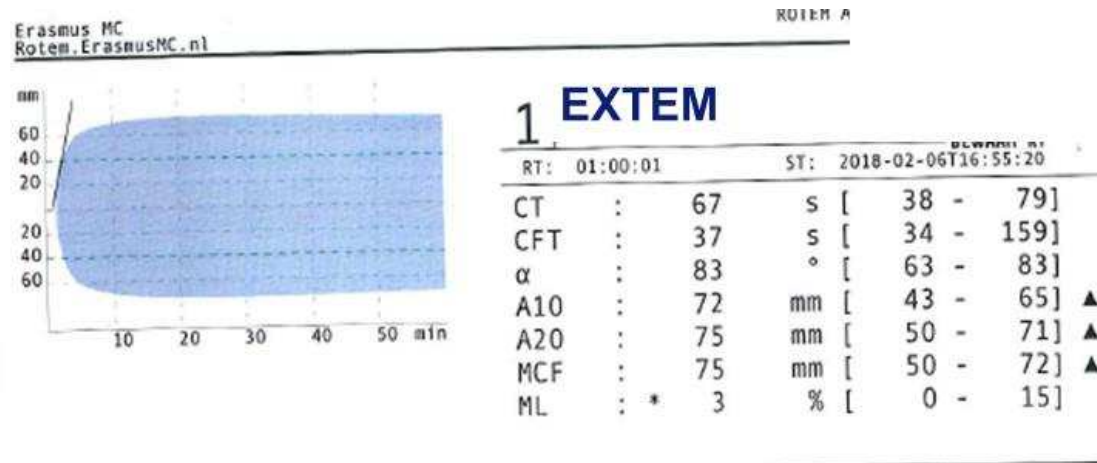 Erasmus MC
Rotem.ErasmusMC.nl
ROTEM A
mm
60
40
20
20
40
60
10 20 30 40 50 min
1 EXTEM
RT: 01:00:01 ST: 2018-02-06T16:55:20
CT : 67 s [ 38 - 79]
CFT : 37 s [ 34 - 159]
α : 83 ° [ 63 - 83]
A10 : 72 mm [ 43 - 65] ▲
A20 : 75 mm [ 50 - 71] ▲
MCF : 75 mm [ 50 - 72] ▲
ML : * 3 % [ 0 - 15]